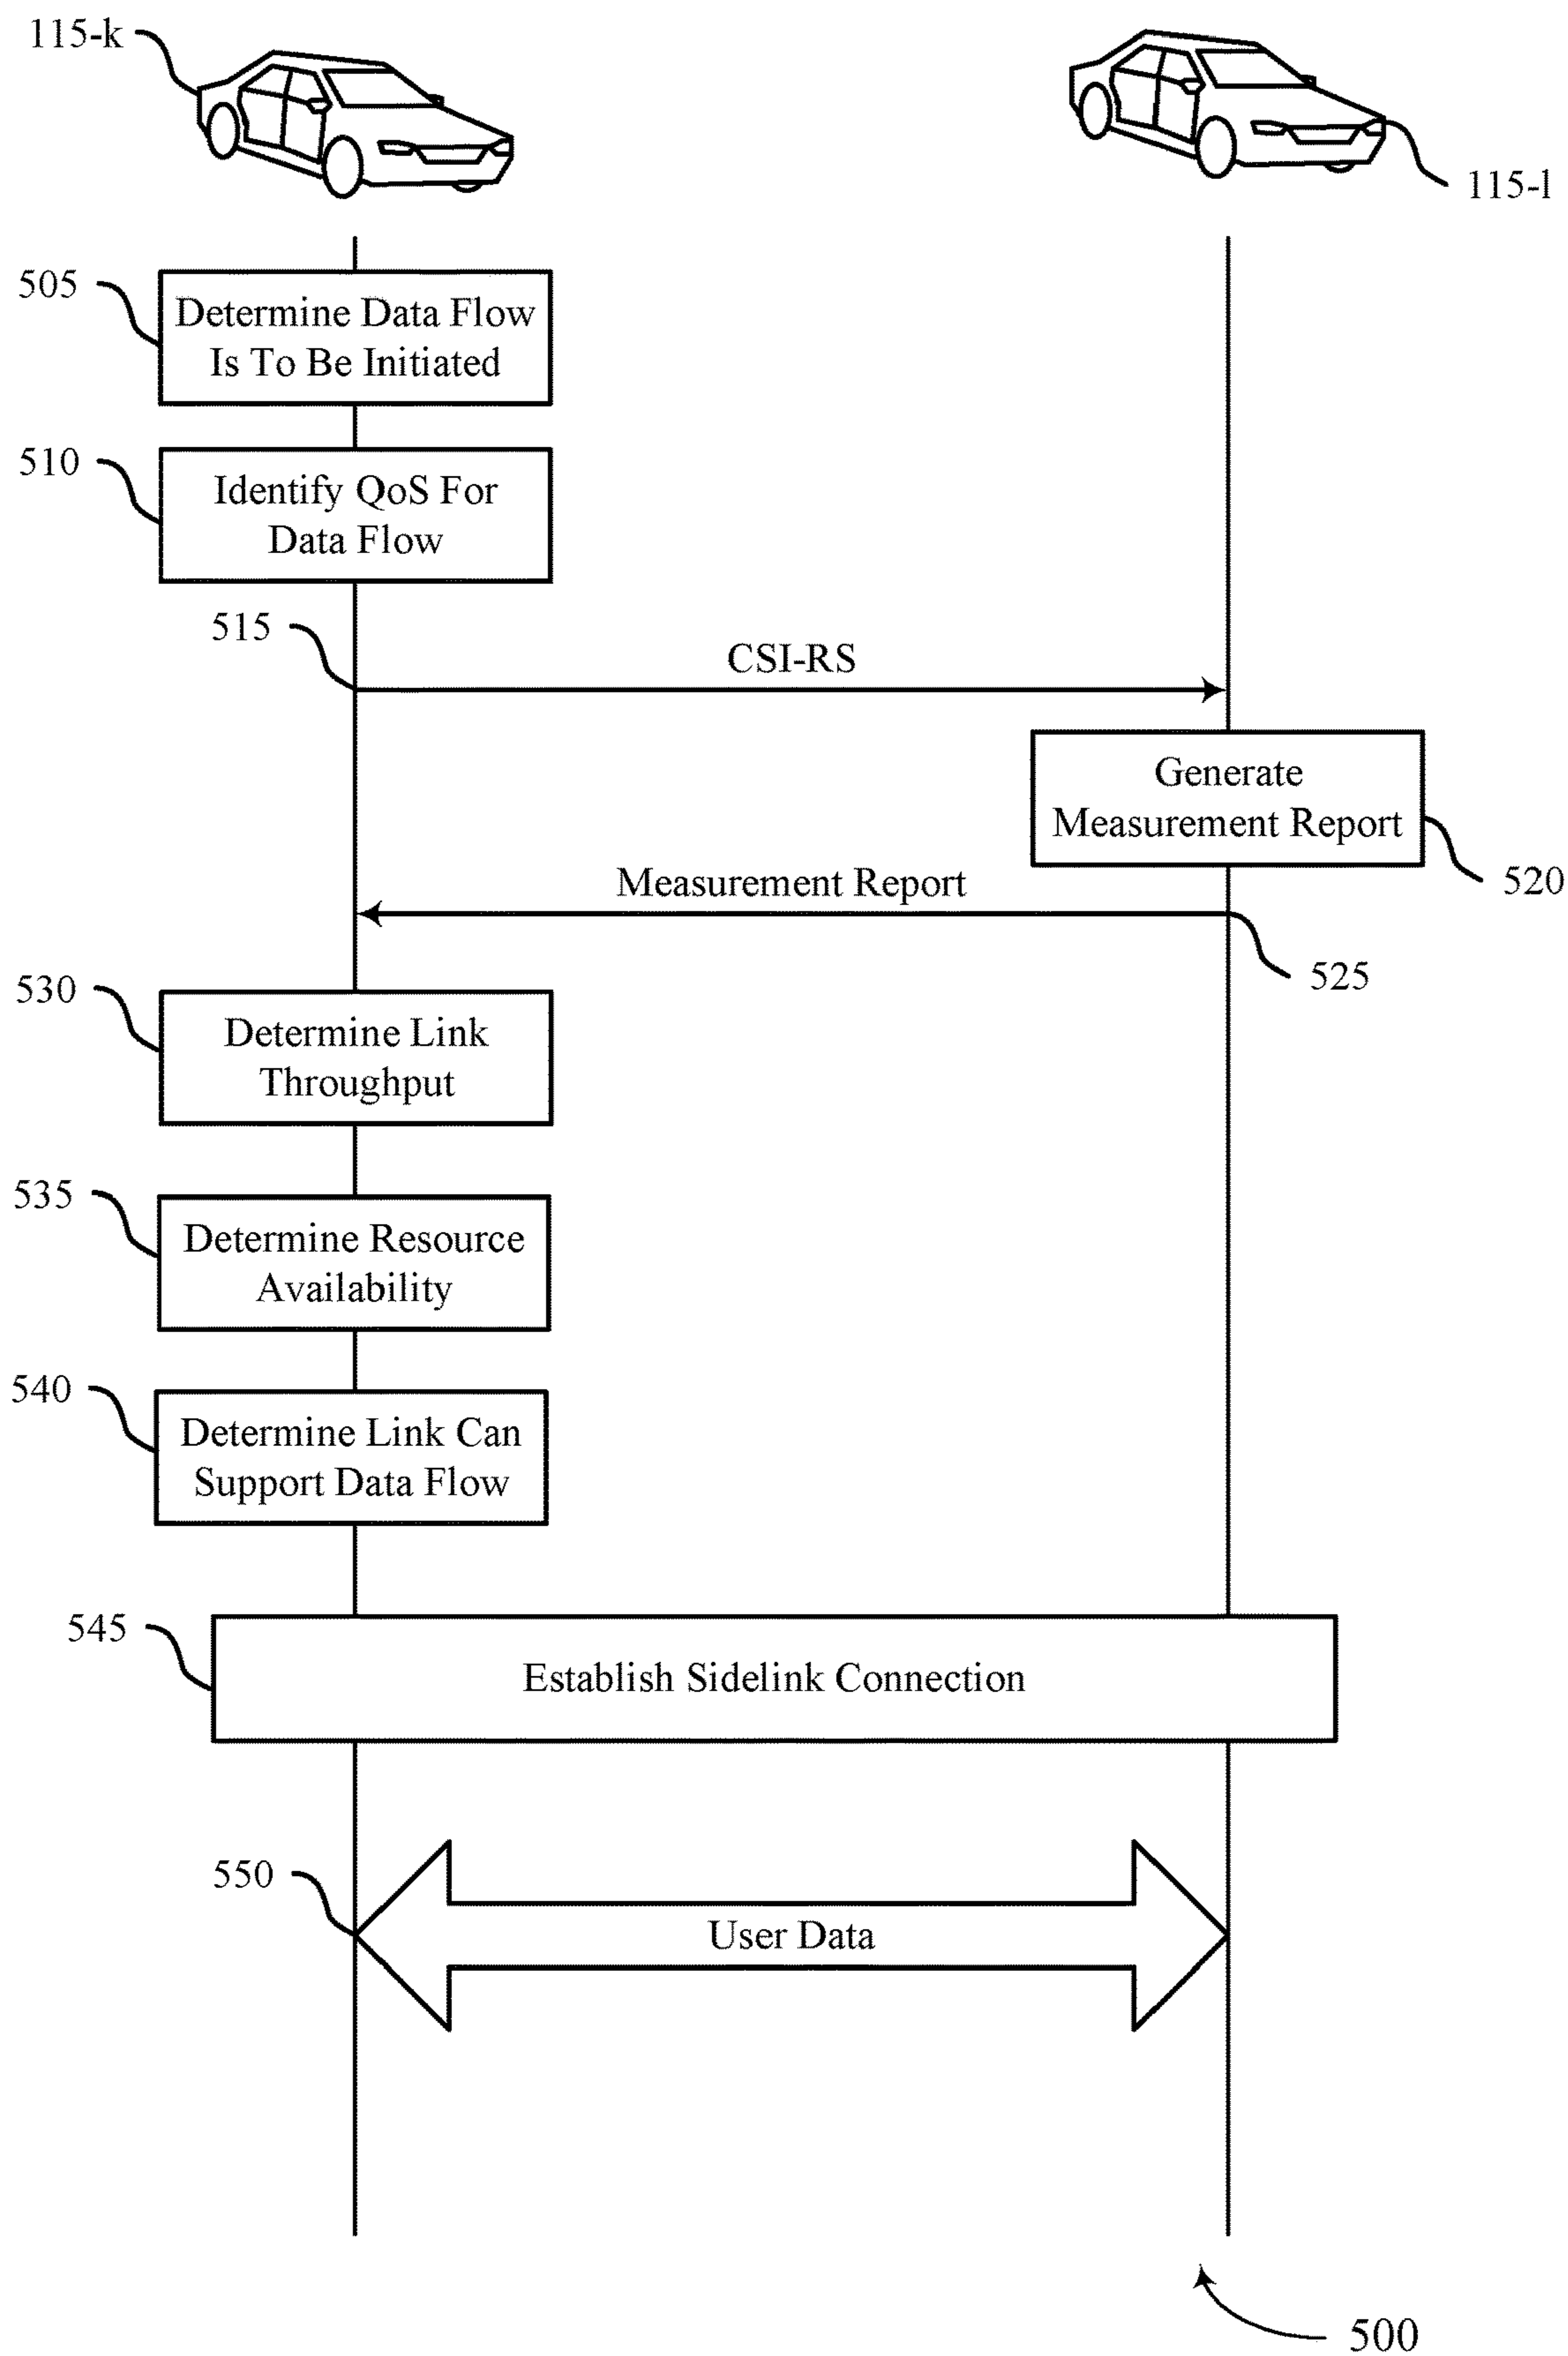 115-k
115-l
505
Determine Data Flow
Is To Be Initiated
510
Identify QoS For
Data Flow
515
CSI-RS
Generate
Measurement Report
520
Measurement Report
525
530
Determine Link
Throughput
535
Determine Resource
Availability
540
Determine Link Can
Support Data Flow
545
Establish Sidelink Connection
550
User Data
500